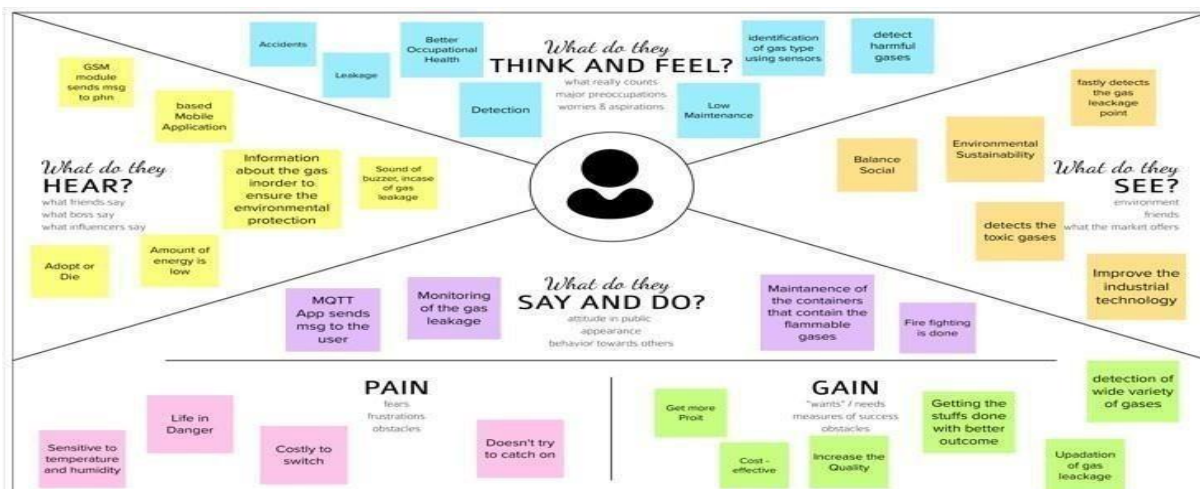 What do they
THINK AND FEEL?
what really counts
major preoccupations
worries & aspirations
Accidents
Leakage
Better
Occupational
Health
Detection
identification
of gas type
using sensors
detect
harmful
gases
Low
Maintenance
What do they
HEAR?
what friends say
what boss say
what influencers say
GSM
module
sends msg
to phn
based
Mobile
Application
Information
about the gas
inorder to
ensure the
environmental
protection
Sound of
buzzer, incase
of gas
leakage
Adopt or
Die
Amount of
energy is
low
What do they
SEE?
environment
friends
what the market offers
fastly detects
the gas
leackage
point
Balance
Social
Environmental
Sustainability
detects the
toxic gases
Improve the
industrial
technology
What do they
SAY AND DO?
attitude in public
appearance
behavior towards others
MQTT
App sends
msg to the
user
Monitoring
of the gas
leakage
Maintanence of
the containers
that contain the
flammable
gases
Fire fighting
is done
PAIN
fears
frustrations
obstacles
Sensitive to
temperature
and humidity
Life in
Danger
Costly to
switch
Doesn't try
to catch on
GAIN
"wants" / needs
measures of success
obstacles
Get more
Proit
Cost -
effective
Increase the
Quality
Getting the
stuffs done
with better
outcome
detection of
wide variety
of gases
Upadation
of gas
leackage